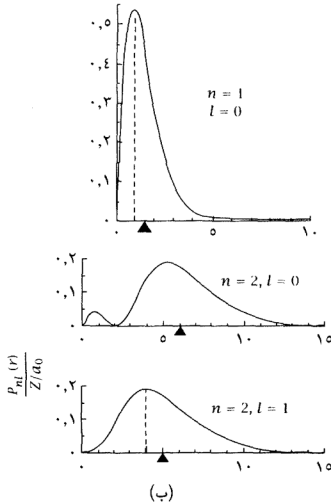 ۰٫۵
۰٫۴
۰٫۳
۰٫۲
۰٫۱
n = 1
l = 0
۰ ۵ ۱۰
۰٫۲
۰٫۱
n = 2, l = 0
۰ ۵ ۱۰ ۱۵
P_nl (r)
Z/a₀
۰٫۲
۰٫۱
n = 2, l = 1
۰ ۵ ۱۰ ۱۵
(ب)